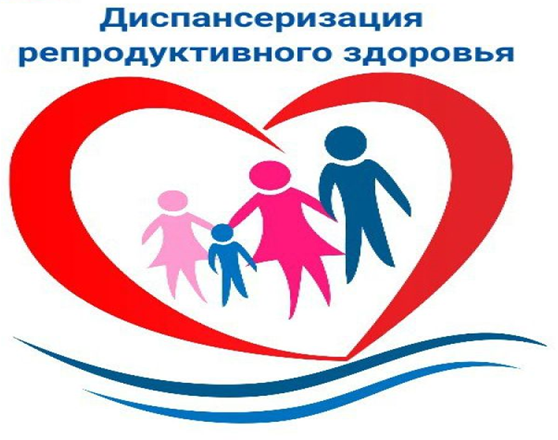 Диспансеризация
репродуктивного здоровья